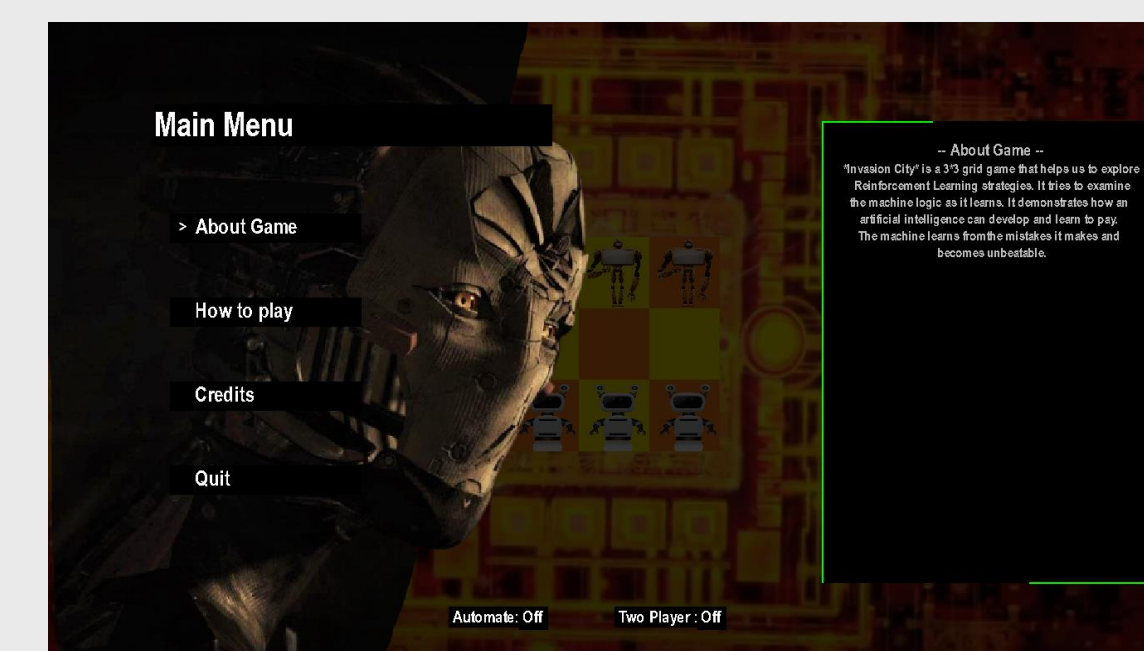 Main Menu
> About Game
How to play
Credits
Quit
-- About Game --
"Invasion City" is a 3*3 grid game that helps us to explore
Reinforcement Learning strategies. It tries to examine
the machine logic as it learns. It demonstrates how an
artificial intelligence can develop and learn to pay.
The machine learns fromthe mistakes it makes and
becomes unbeatable.
Automate: Off
Two Player : Off